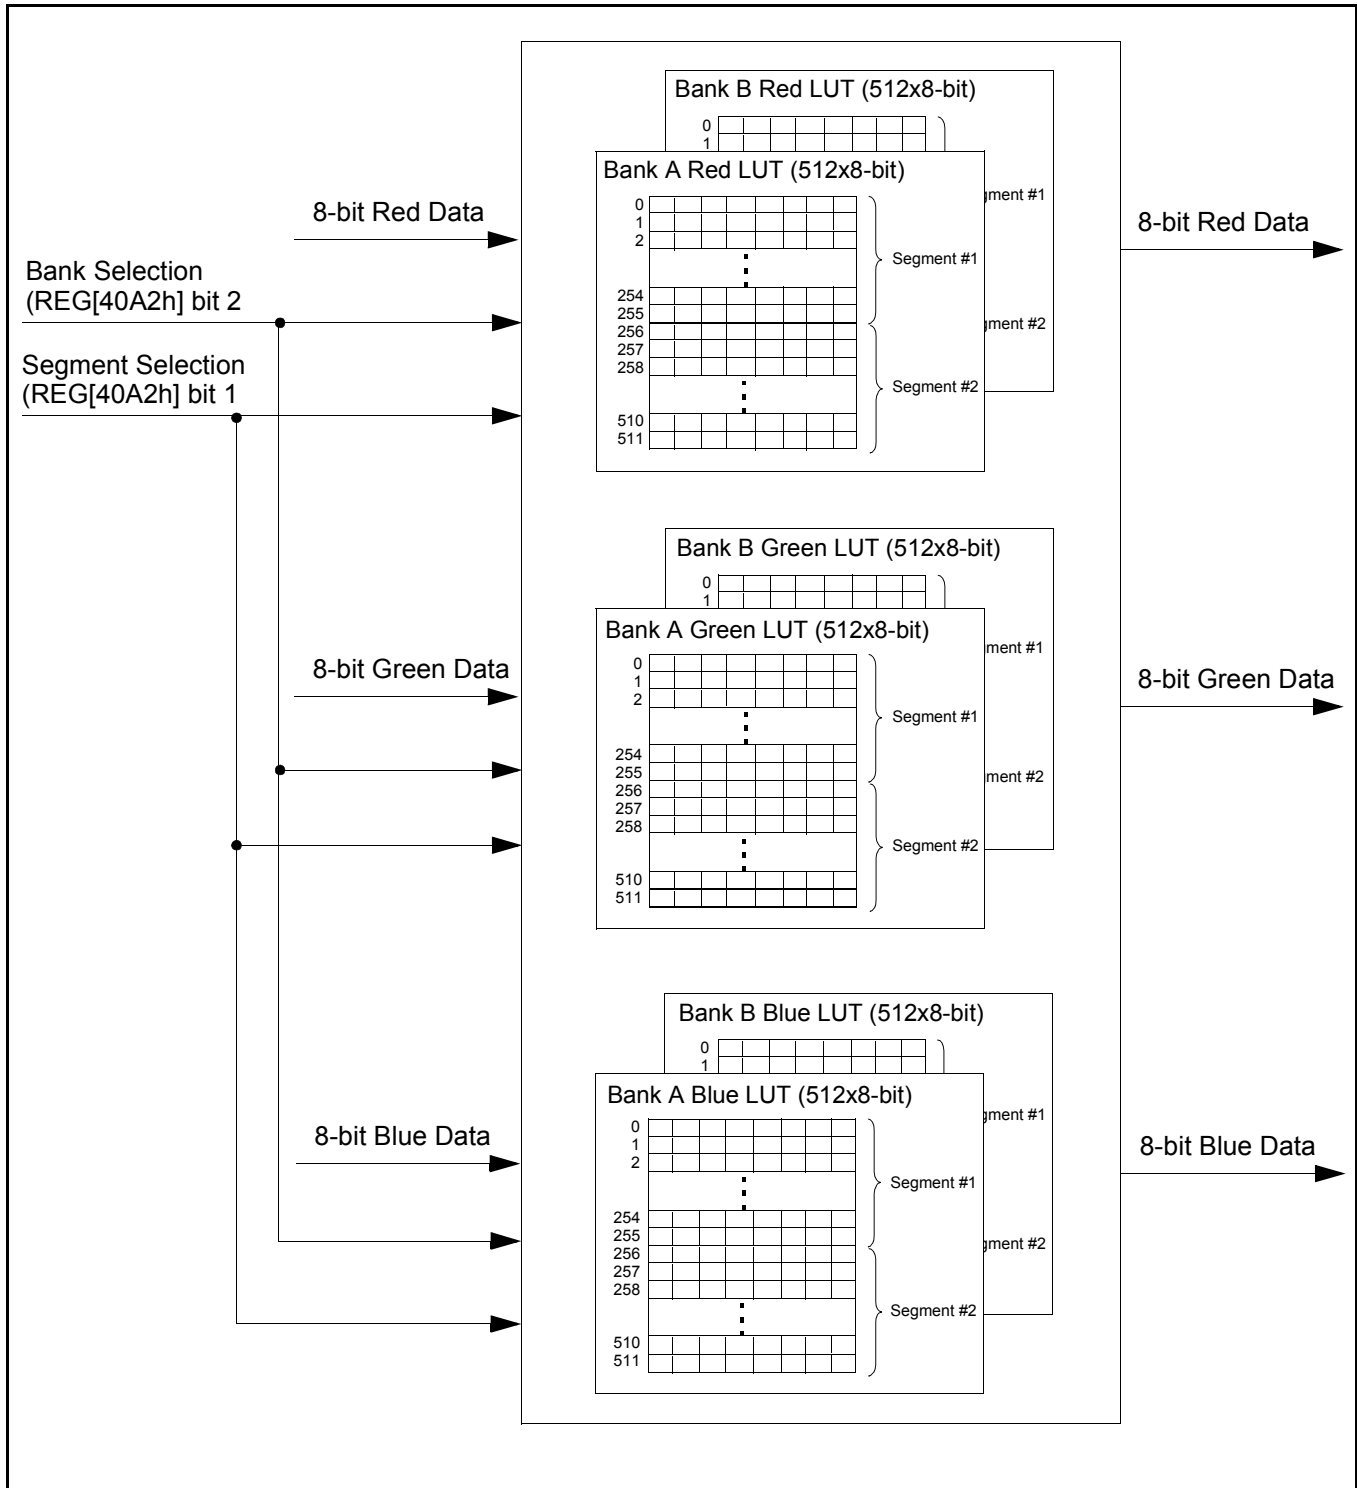 Bank B Red LUT (512x8-bit)
0
1
Bank A Red LUT (512x8-bit)
0
1
2
254
255
256
257
258
510
511
Segment #1
Segment #2
#1
#2
8-bit Red Data
Bank Selection
(REG[40A2h] bit 2
Segment Selection
(REG[40A2h] bit 1
8-bit Red Data
Bank B Green LUT (512x8-bit)
0
1
Bank A Green LUT (512x8-bit)
0
1
2
254
255
256
257
258
510
511
Segment #1
Segment #2
ment #1
ment #2
8-bit Green Data
8-bit Green Data
Bank B Blue LUT (512x8-bit)
0
1
Bank A Blue LUT (512x8-bit)
0
1
2
254
255
256
257
258
510
511
Segment #1
Segment #2
#1
#2
8-bit Blue Data
8-bit Blue Data